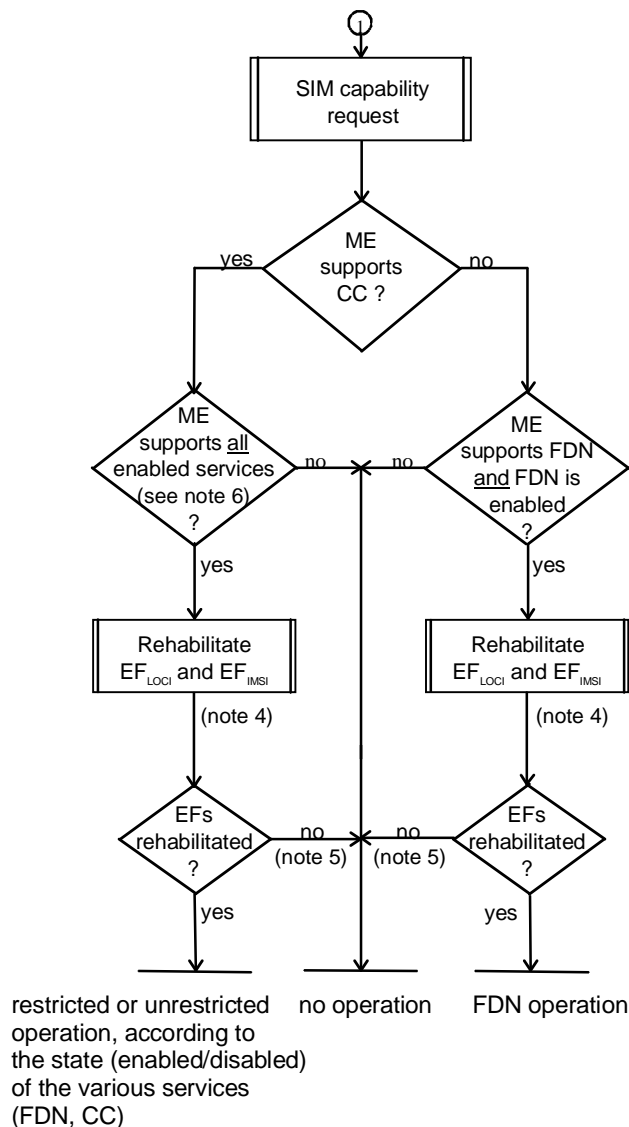 1
SIM capability
request
ME
supports
CC ?
yes
no
ME
supports all
enabled services
(see note 6)
?
no
no
ME
supports FDN
and FDN is
enabled
?
yes
yes
Rehabilitate
EFLOCI and EFIMSI
Rehabilitate
EFLOCI and EFIMSI
(note 4)
(note 4)
EFs
rehabilitated
?
no
(note 5)
no
(note 5)
EFs
rehabilitated
?
yes
yes
restricted or unrestricted
operation, according to
the state (enabled/disabled)
of the various services
(FDN, CC)
no operation
FDN operation